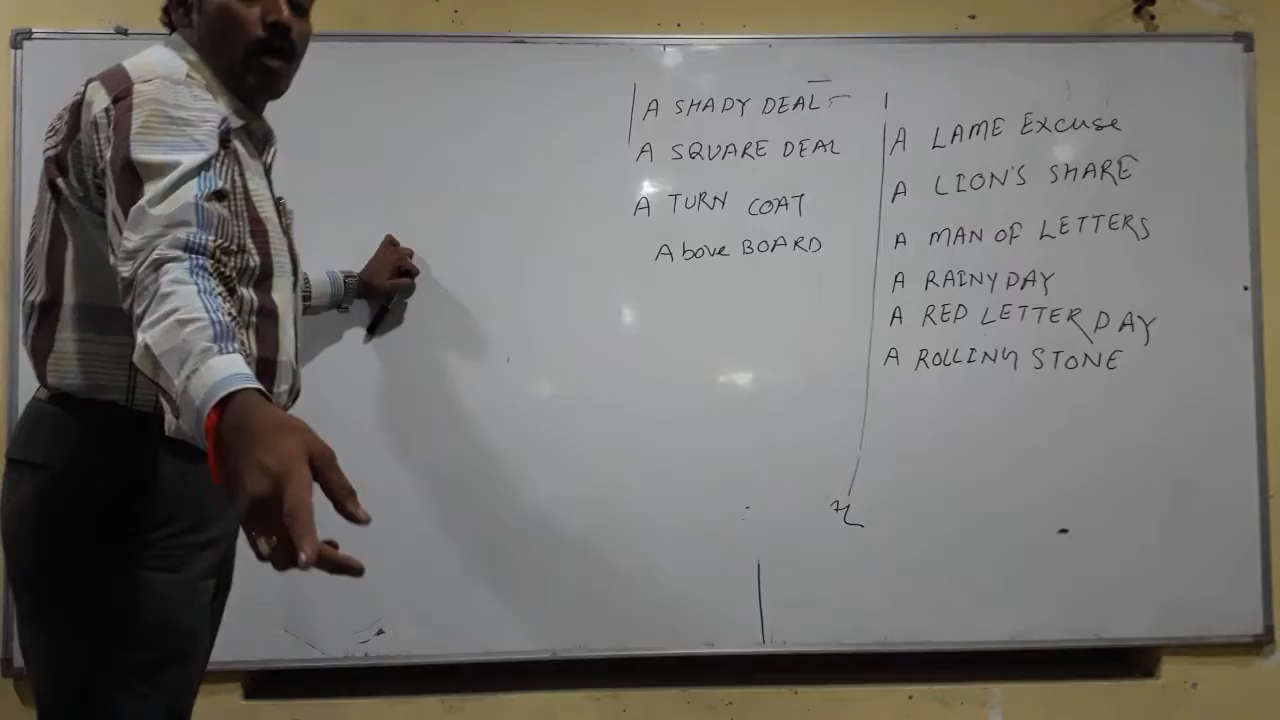 A SHADY DEAL
A SQUARE DEAL
A TURN COAT
Above BOARD
A LAME Excuse
A LION'S SHARE
A MAN OF LETTERS
A RAINY DAY
A RED LETTER DAY
A ROLLING STONE